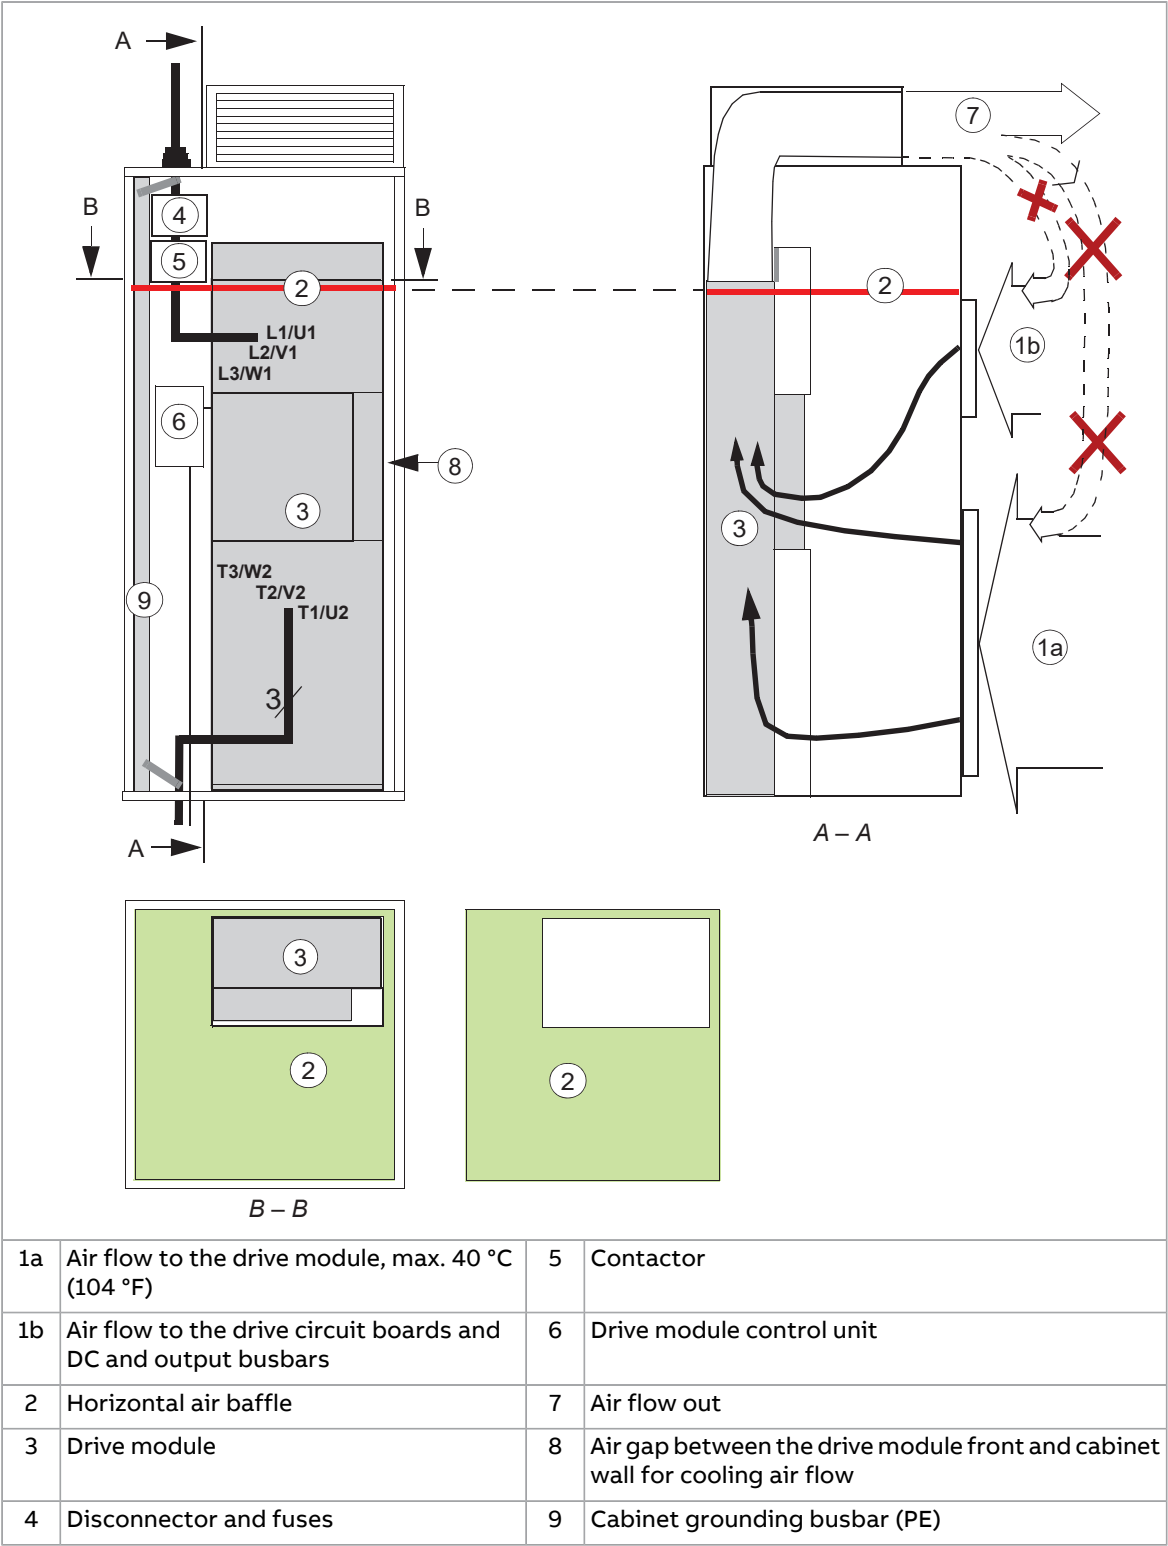 A
7
B
B
4
5
2
2
L1/U1
L2/V1
L3/W1
1b
6
8
3
3
T3/W2
T2/V2
T1/U2
9
1a
3
A
A – A
3
2
2
B – B
1a Air flow to the drive module, max. 40 °C
(104 °F)
5 Contactor
1b Air flow to the drive circuit boards and
DC and output busbars
6 Drive module control unit
2 Horizontal air baffle
7 Air flow out
3 Drive module
8 Air gap between the drive module front and cabinet
wall for cooling air flow
4 Disconnector and fuses
9 Cabinet grounding busbar (PE)